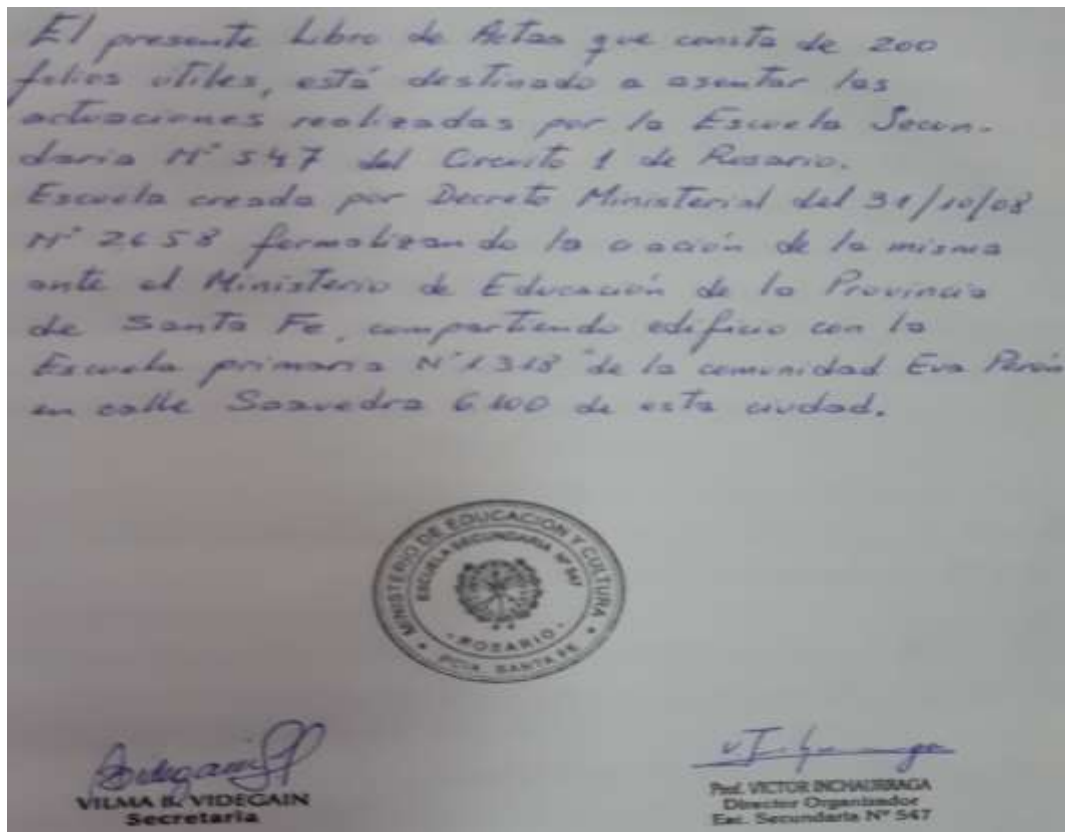 El presente Libro de Actas que consta de 200
folios útiles, está destinado a asentar las
actuaciones realizadas por la Escuela Secun-
daria N° 547 del Circuito 1 de Rosario.
Escuela creada por Decreto Ministerial del 31/10/08
N° 2658 formalizando la de la misma
ante el Ministerio de Educación de la Provincia
de Santa Fe, compartiendo edificio con la
Escuela primaria N° 1318 "de la comunidad Eva Perón
en calle Saavedra 6100 de esta ciudad.
MINISTERIO DE EDUCACIÓN Y CULTURA
ESCUELA SECUNDARIA Nº 547
ROSARIO
PCIA. SANTA FE
VILMA B. VIDEGAIN
Secretaria
Prof. VICTOR INCHAURRAGA
Director Organizador
Esc. Secundaria Nº 547